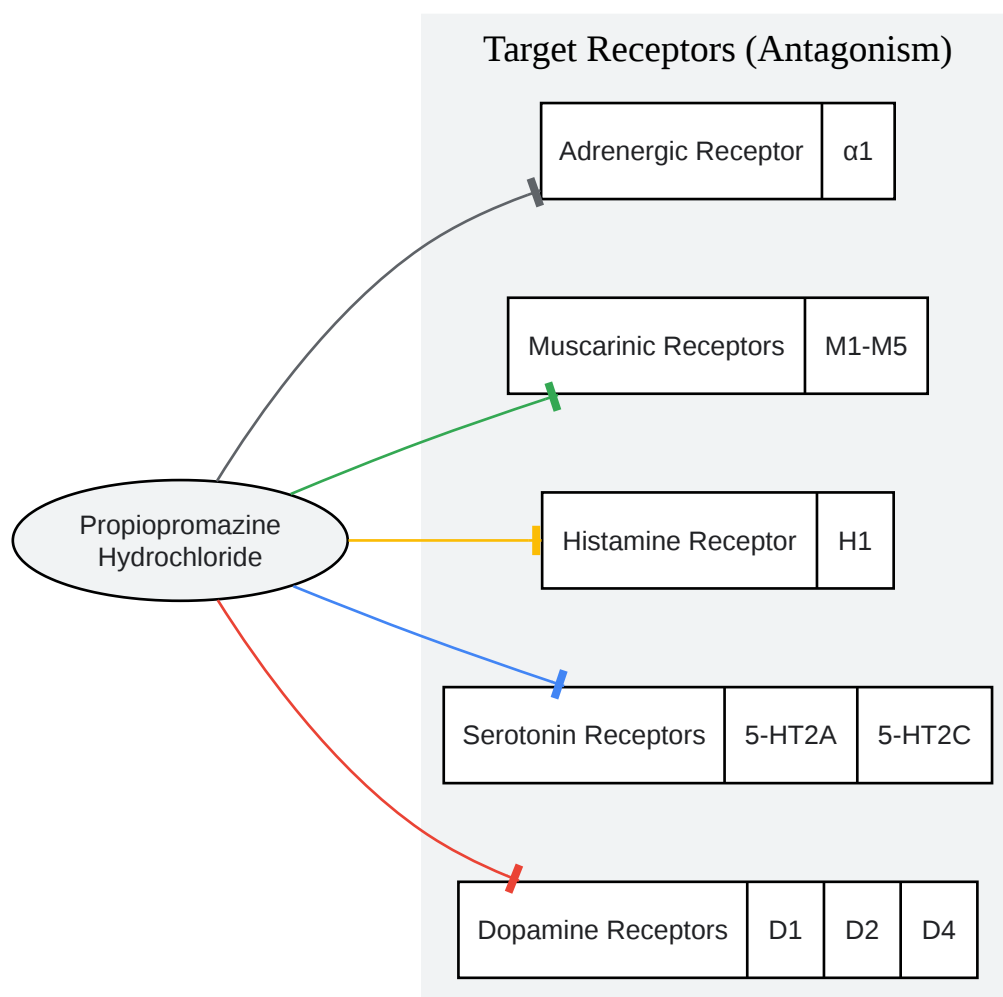 Target Receptors (Antagonism)
Adrenergic Receptor α1
Muscarinic Receptors M1-M5
Propiopromazine
Hydrochloride
Histamine Receptor H1
Serotonin Receptors 5-HT2A 5-HT2C
Dopamine Receptors D1 D2 D4